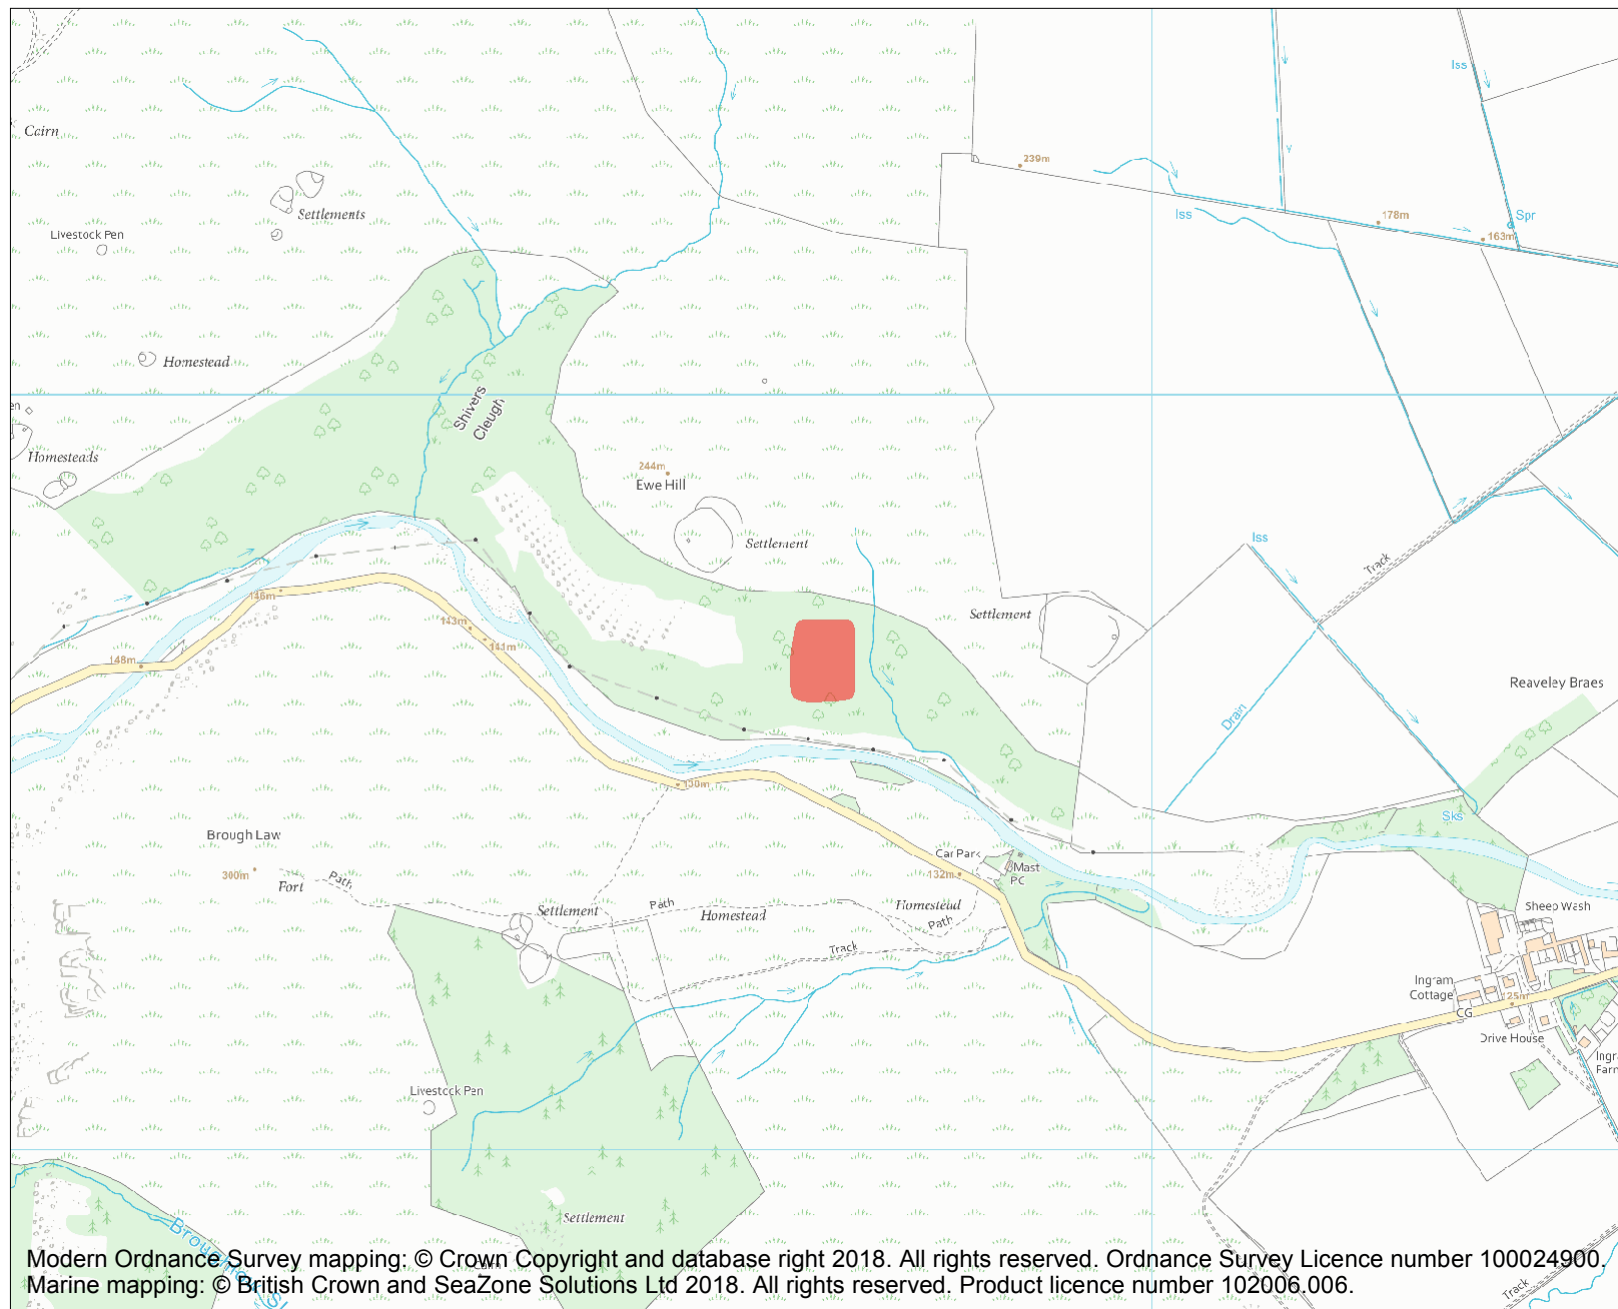 Iss
Cairn
239m
Settlements
Iss
178m
Spr
163m
Livestock Pen
Homestead
Shivers
Cleugh
Homesteads
244m
Ewe Hill
Settlement
Iss
Track
146m
143m
141m
148m
Settlement
Reaveley Braes
Drain
130m
Sks
Brough Law
300m
Fort
Path
Car Park
132m
Mast
PC
Settlement
Path
Homestead
Homestead
Path
Track
Sheep Wash
Ingram
Cottage
125m
CG
Drive House
Livestock Pen
Settlement
Modern Ordnance Survey mapping: © Crown Copyright and database right 2018. All rights reserved. Ordnance Survey Licence number 100024900.
Marine mapping: © British Crown and SeaZone Solutions Ltd 2018. All rights reserved. Product licence number 102006.006.
Track